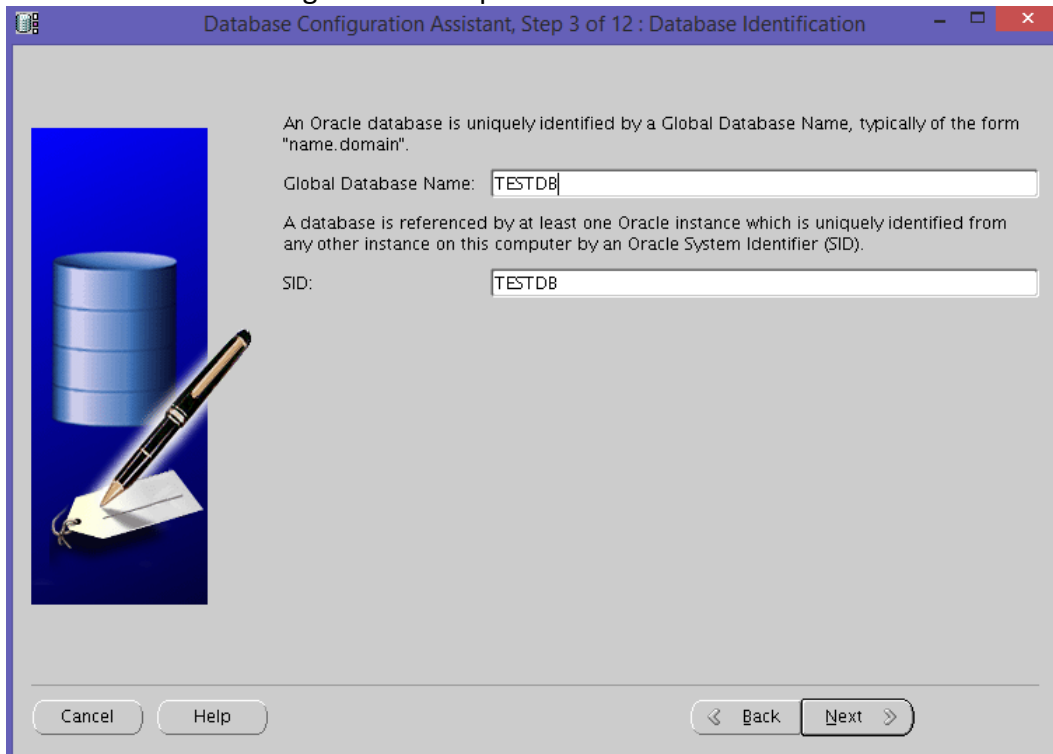 Database Configuration Assistant, Step 3 of 12 : Database Identification
An Oracle database is uniquely identified by a Global Database Name, typically of the form
"name.domain".
Global Database Name: TESTDB
A database is referenced by at least one Oracle instance which is uniquely identified from
any other instance on this computer by an Oracle System Identifier (SID).
SID: TESTDB
Cancel Help Back Next